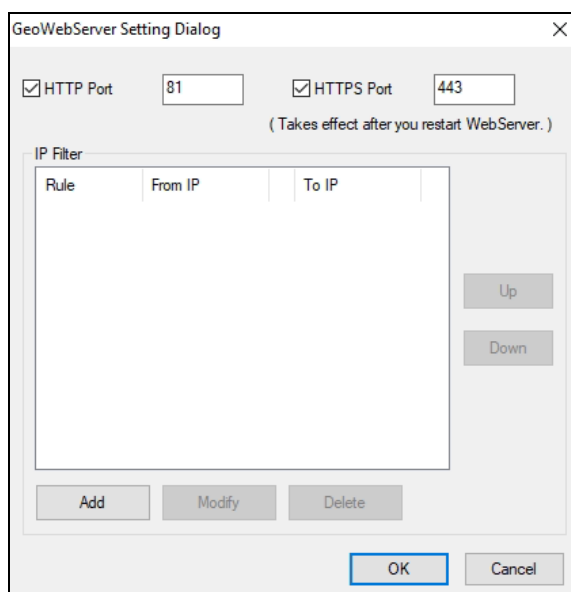 GeoWebServer Setting Dialog
HTTP Port 81 HTTPS Port 443
( Takes effect after you restart WebServer. )
IP Filter
Rule From IP To IP
Up
Down
Add Modify Delete
OK Cancel